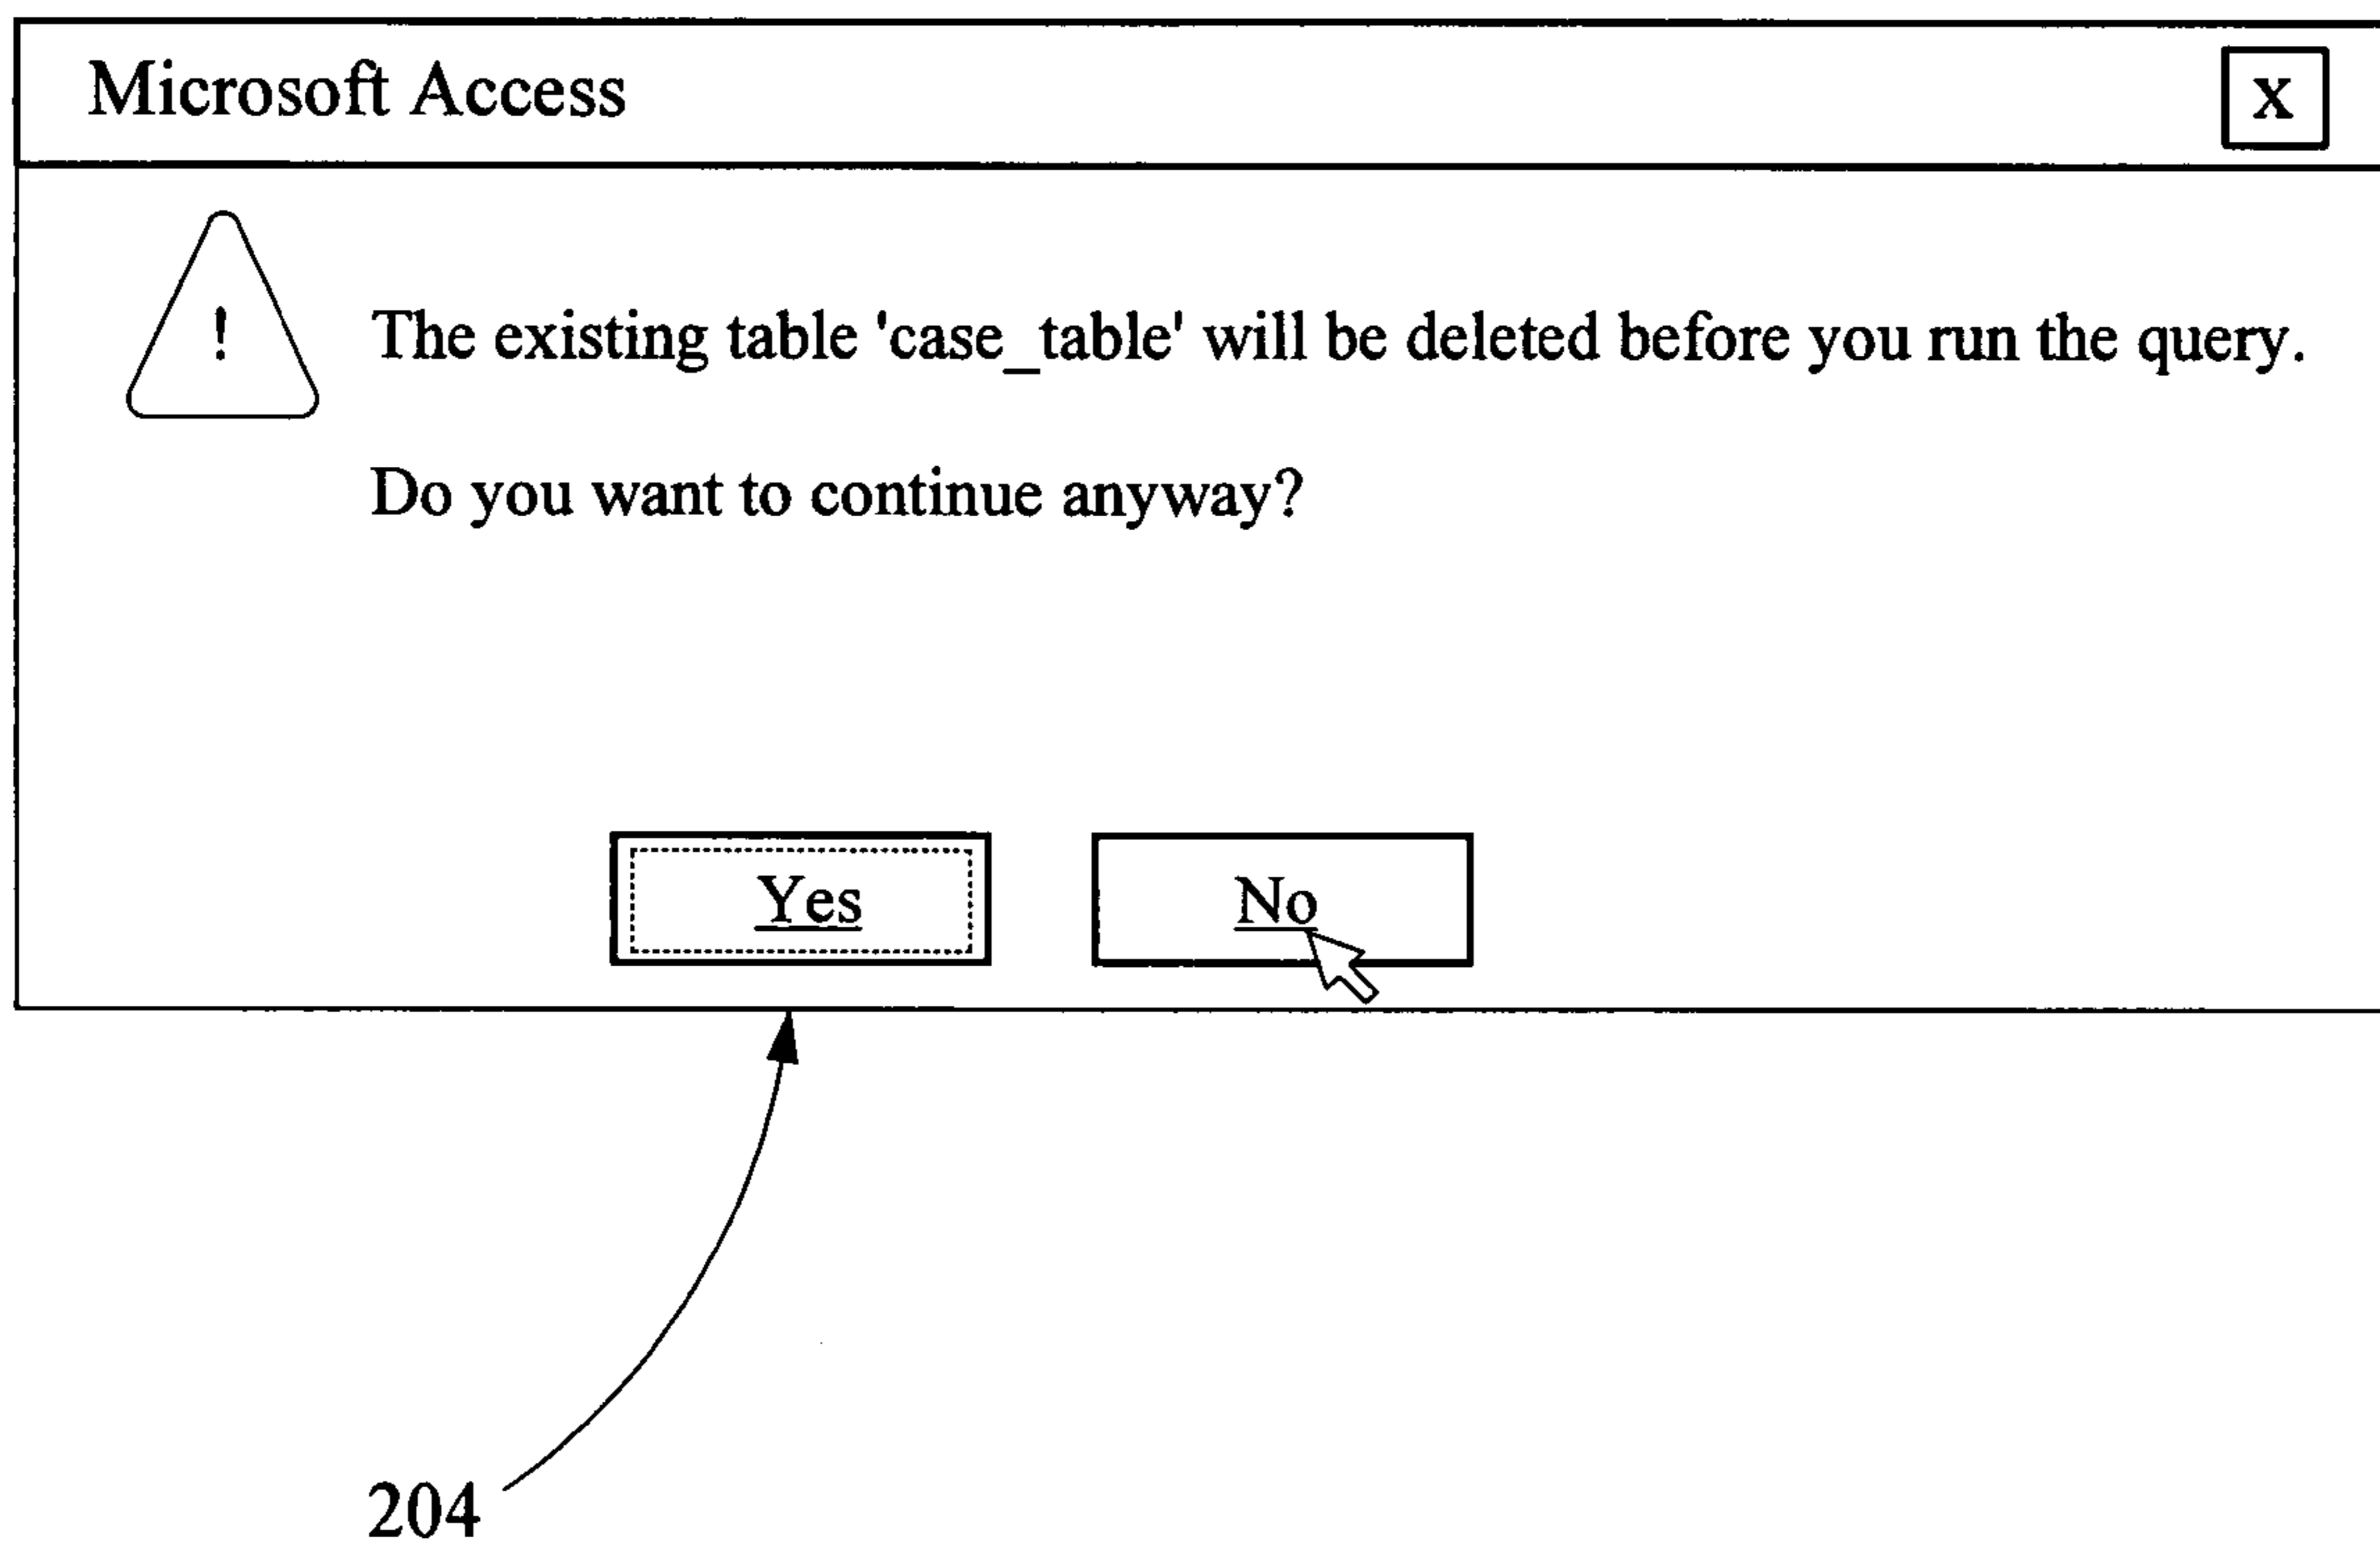 Microsoft Access
X
!
The existing table 'case_table' will be deleted before you run the query.
Do you want to continue anyway?
Yes
No
204